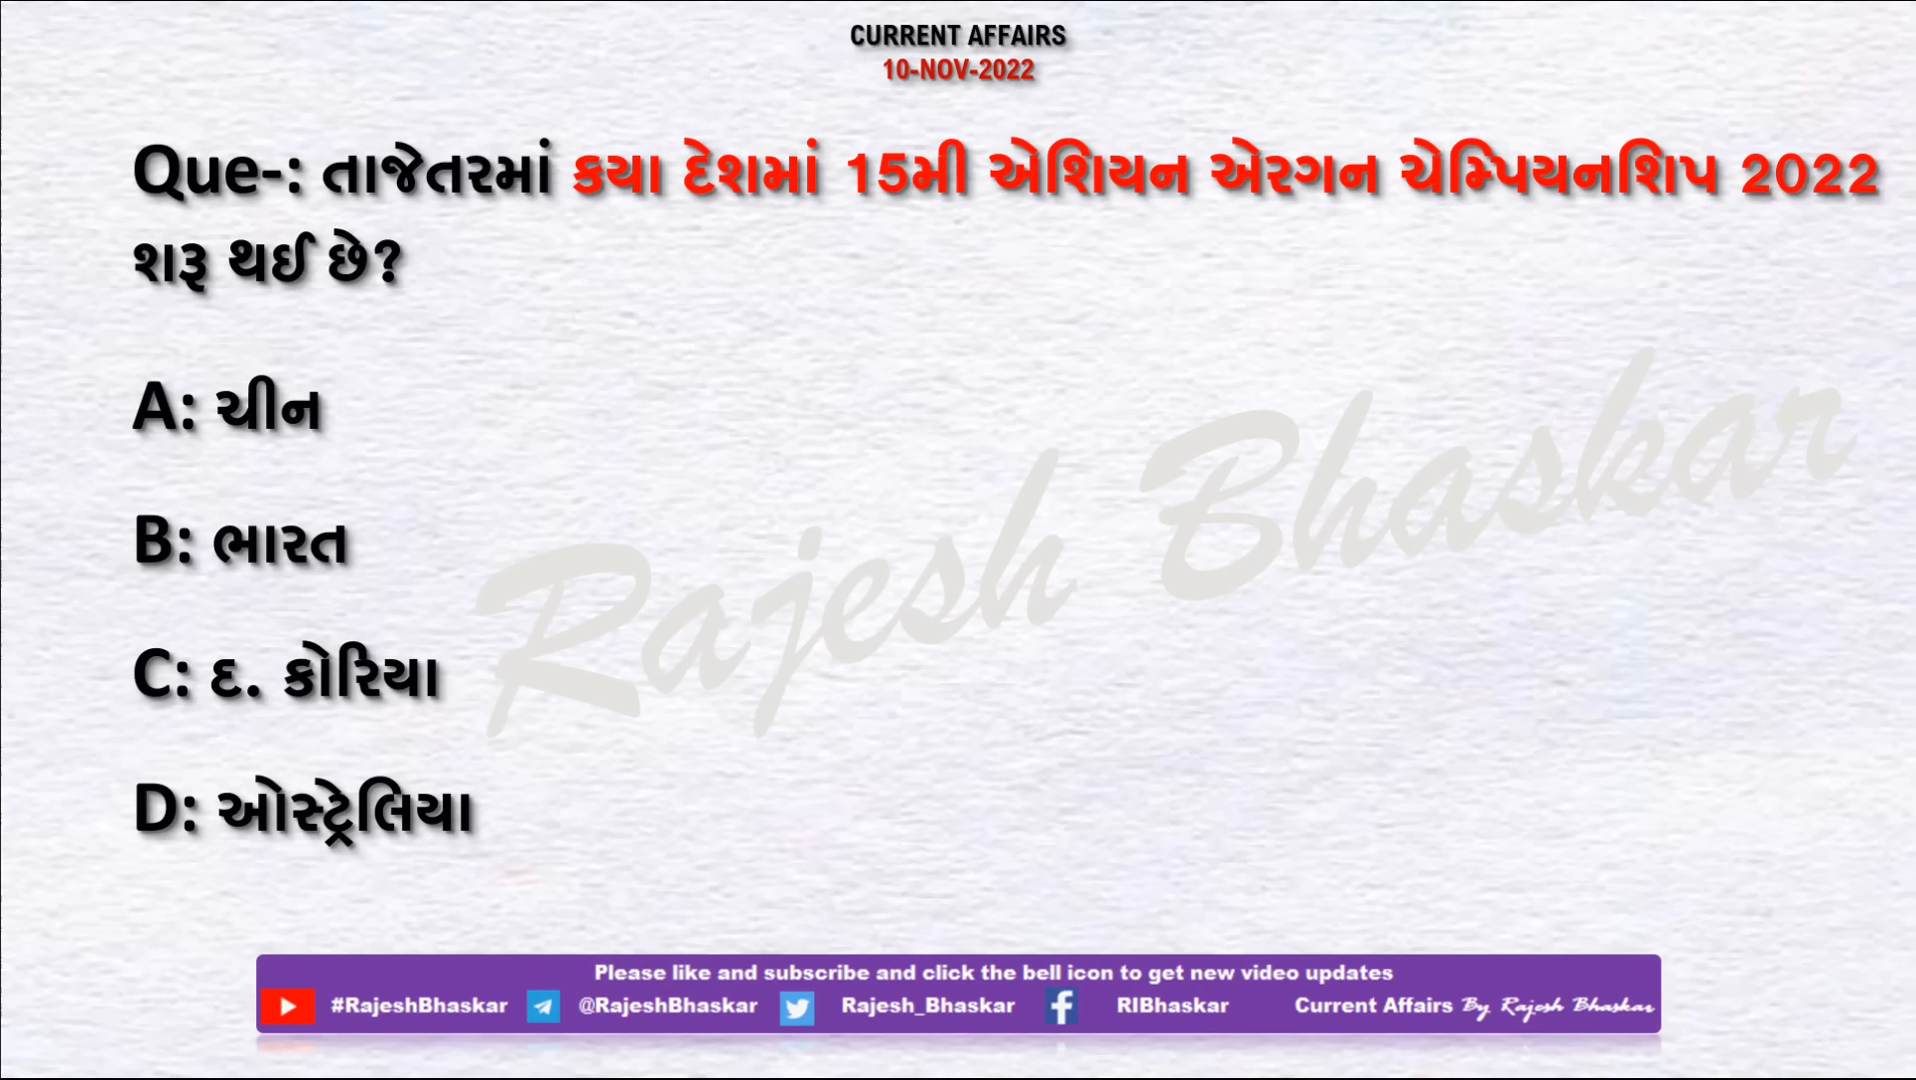 CURRENT AFFAIRS
10-NOV-2022
Que-: તાજેતરમાં કયા દેશમાં 15મી એશિયન એરગન ચેમ્પિયનશિપ 2022
શરૂ થઈ છે?
A: ચીન
B: ભારત
C: દ. કોરિયા
D: ઓસ્ટ્રેલિયા
Rajesh Bhaskar
Please like and subscribe and click the bell icon to get new video updates
#RajeshBhaskar @RajeshBhaskar Rajesh_Bhaskar RIBhaskar Current Affairs By Rajesh Bhaskar